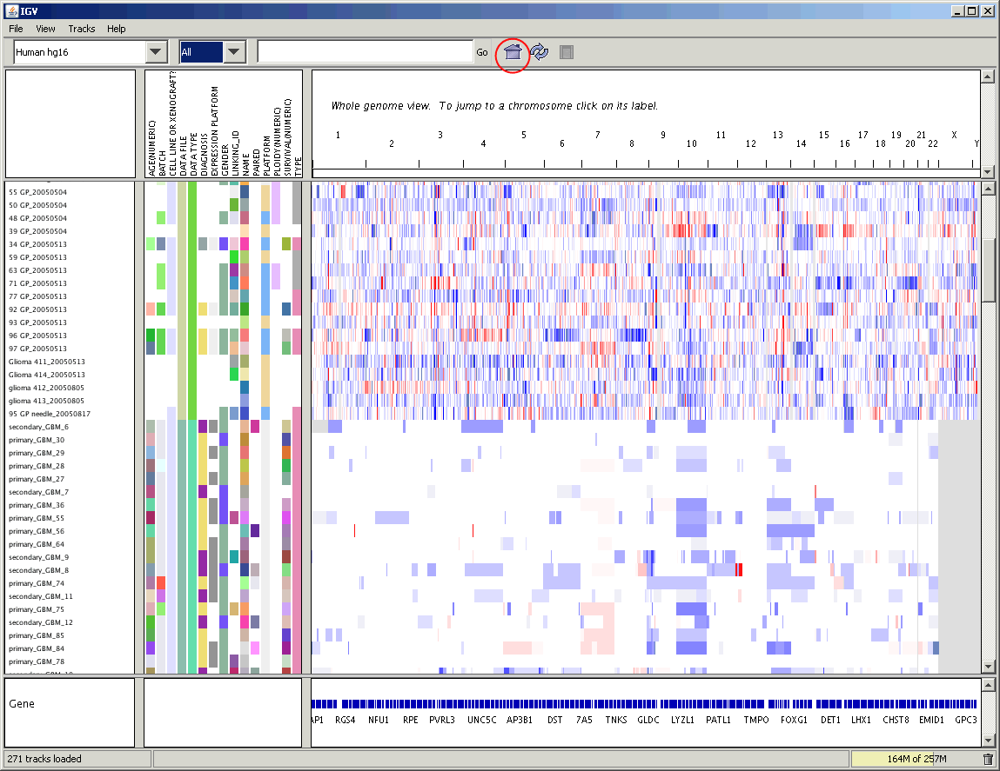 IGV
File View Tracks Help
Human hg16 All Go
AGE(NUMERIC)
BATCH
CELL LINE OR XENOGRAFT?
DATA FILE
DATA TYPE
DIAGNOSIS
EXPRESSION PLATFORM
GENDER
LINKING_ID
NAME
PAIRED
PLATFORM
PLOIDY(NUMERIC)
SURVIVAL(NUMERIC)
TYPE
Whole genome view. To jump to a chromosome click on its label.
1 2 3 4 5 6 7 8 9 10 11 12 13 14 15 16 17 18 19 20 21 22 X Y
55 GP_20050504
50 GP_20050504
48 GP_20050504
39 GP_20050504
34 GP_20050513
59 GP_20050513
63 GP_20050513
71 GP_20050513
77 GP_20050513
92 GP_20050513
93 GP_20050513
96 GP_20050513
97 GP_20050513
Glioma 411_20050513
Glioma 414_20050513
glioma 412_20050805
glioma 413_20050805
95 GP needle_20050817
secondary_GBM_6
primary_GBM_30
primary_GBM_29
primary_GBM_28
primary_GBM_27
secondary_GBM_7
primary_GBM_36
primary_GBM_55
primary_GBM_56
primary_GBM_64
secondary_GBM_9
secondary_GBM_8
primary_GBM_74
secondary_GBM_11
primary_GBM_75
secondary_GBM_12
primary_GBM_85
primary_GBM_84
primary_GBM_78
Gene
AP1 RGS4 NFU1 RPE PVRL3 UNC5C AP3B1 DST 7A5 TNKS GLDC LYZL1 PATL1 TMPO FOXG1 DET1 LHX1 CHST8 EMID1 GPC3
271 tracks loaded
164M of 257M